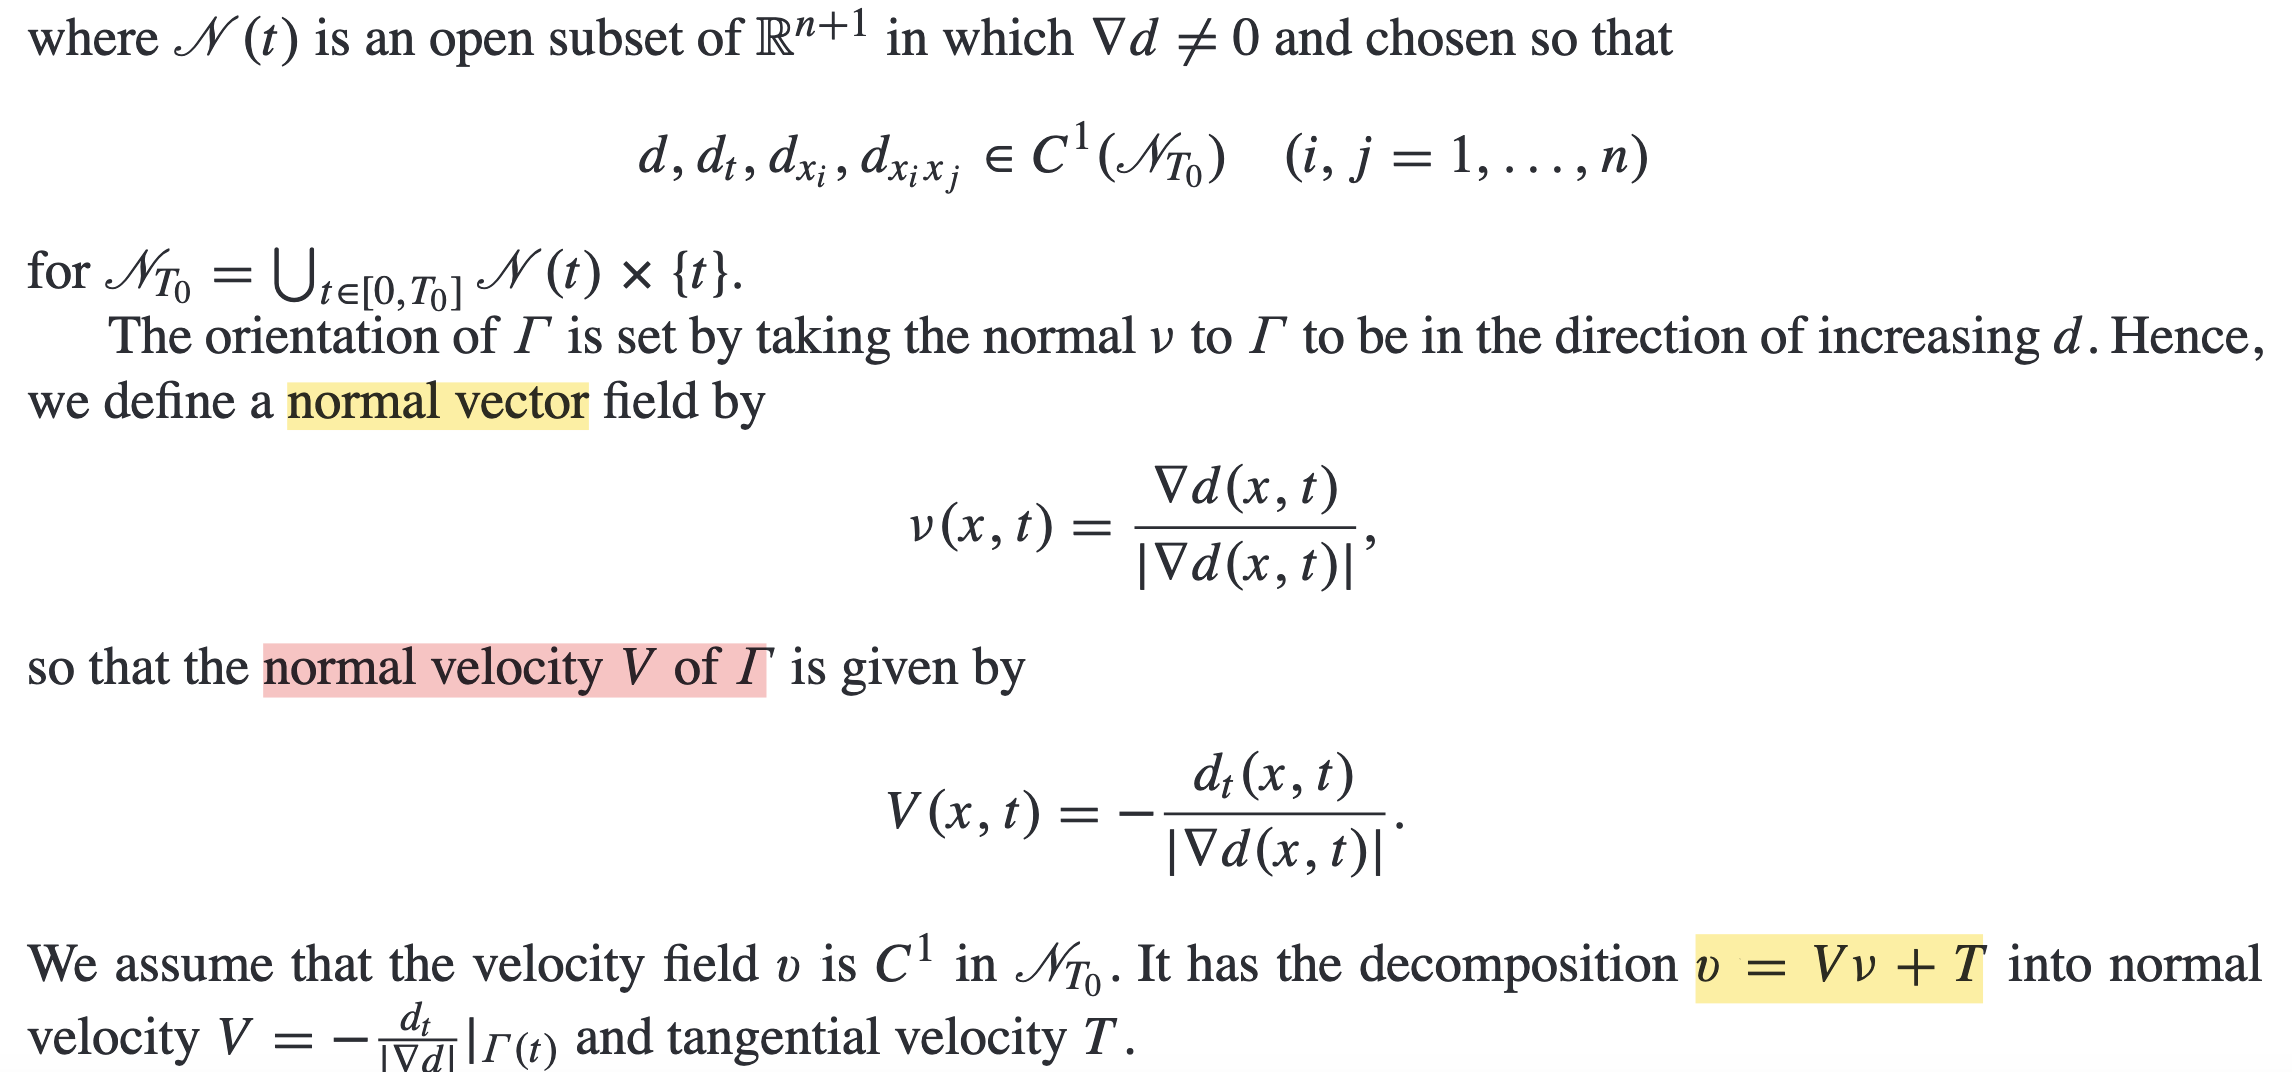 where 𝒩(t) is an open subset of ℝⁿ⁺¹ in which ∇d ≠ 0 and chosen so that
d, d_t, d_{x_i}, d_{x_i x_j} ∈ C¹(𝒩_{T_0})   (i, j = 1, . . . , n)
for 𝒩_{T_0} = ⋃_{t∈[0,T_0]} 𝒩(t) × {t}.
The orientation of Γ is set by taking the normal ν to Γ to be in the direction of increasing d. Hence,
we define a normal vector field by
ν(x, t) = ∇d(x, t) / |∇d(x, t)|,
so that the normal velocity V of Γ is given by
V(x, t) = − d_t(x, t) / |∇d(x, t)|.
We assume that the velocity field v is C¹ in 𝒩_{T_0}. It has the decomposition v = Vν + T into normal
velocity V = − d_t / |∇d| |_{Γ(t)} and tangential velocity T.